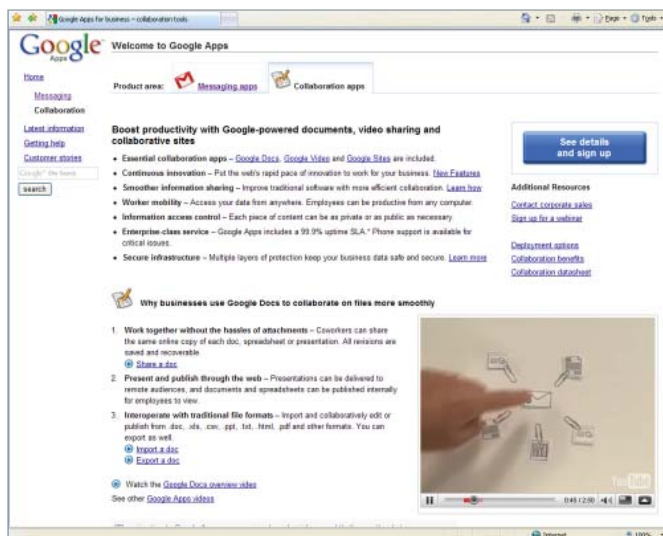 Google Apps for business – collaboration tools
Page
Tools
Google
Apps
Welcome to Google Apps
Home
Messaging
Collaboration
Latest information
Getting help
Customer stories
search
Product area:
Messaging apps
Collaboration apps
Boost productivity with Google-powered documents, video sharing and
collaborative sites
• Essential collaboration apps – Google Docs, Google Video and Google Sites are included.
• Continuous innovation – Put the web's rapid pace of innovation to work for your business. New Features
• Smoother information sharing – Improve traditional software with more efficient collaboration. Learn how
• Worker mobility – Access your data from anywhere. Employees can be productive from any computer.
• Information access control – Each piece of content can be as private or as public as necessary.
• Enterprise-class service – Google Apps includes a 99.9% uptime SLA.* Phone support is available for
critical issues.
• Secure infrastructure – Multiple layers of protection keep your business data safe and secure. Learn more
See details
and sign up
Additional Resources
Contact corporate sales
Sign up for a webinar
Deployment options
Collaboration benefits
Collaboration datasheet
Why businesses use Google Docs to collaborate on files more smoothly
1. Work together without the hassles of attachments – Coworkers can share
the same online copy of each doc, spreadsheet or presentation. All revisions are
saved and recoverable.
Share a doc
2. Present and publish through the web – Presentations can be delivered to
remote audiences, and documents and spreadsheets can be published internally
for employees to view.
3. Interoperate with traditional file formats – Import and collaboratively edit or
publish from .doc, .xls, .csv, .ppt, .txt, .html, .pdf and other formats. You can
export as well.
Import a doc
Export a doc
Watch the Google Docs overview video
See other Google Apps videos
YouTube
0:46 / 2:50
Internet
100%